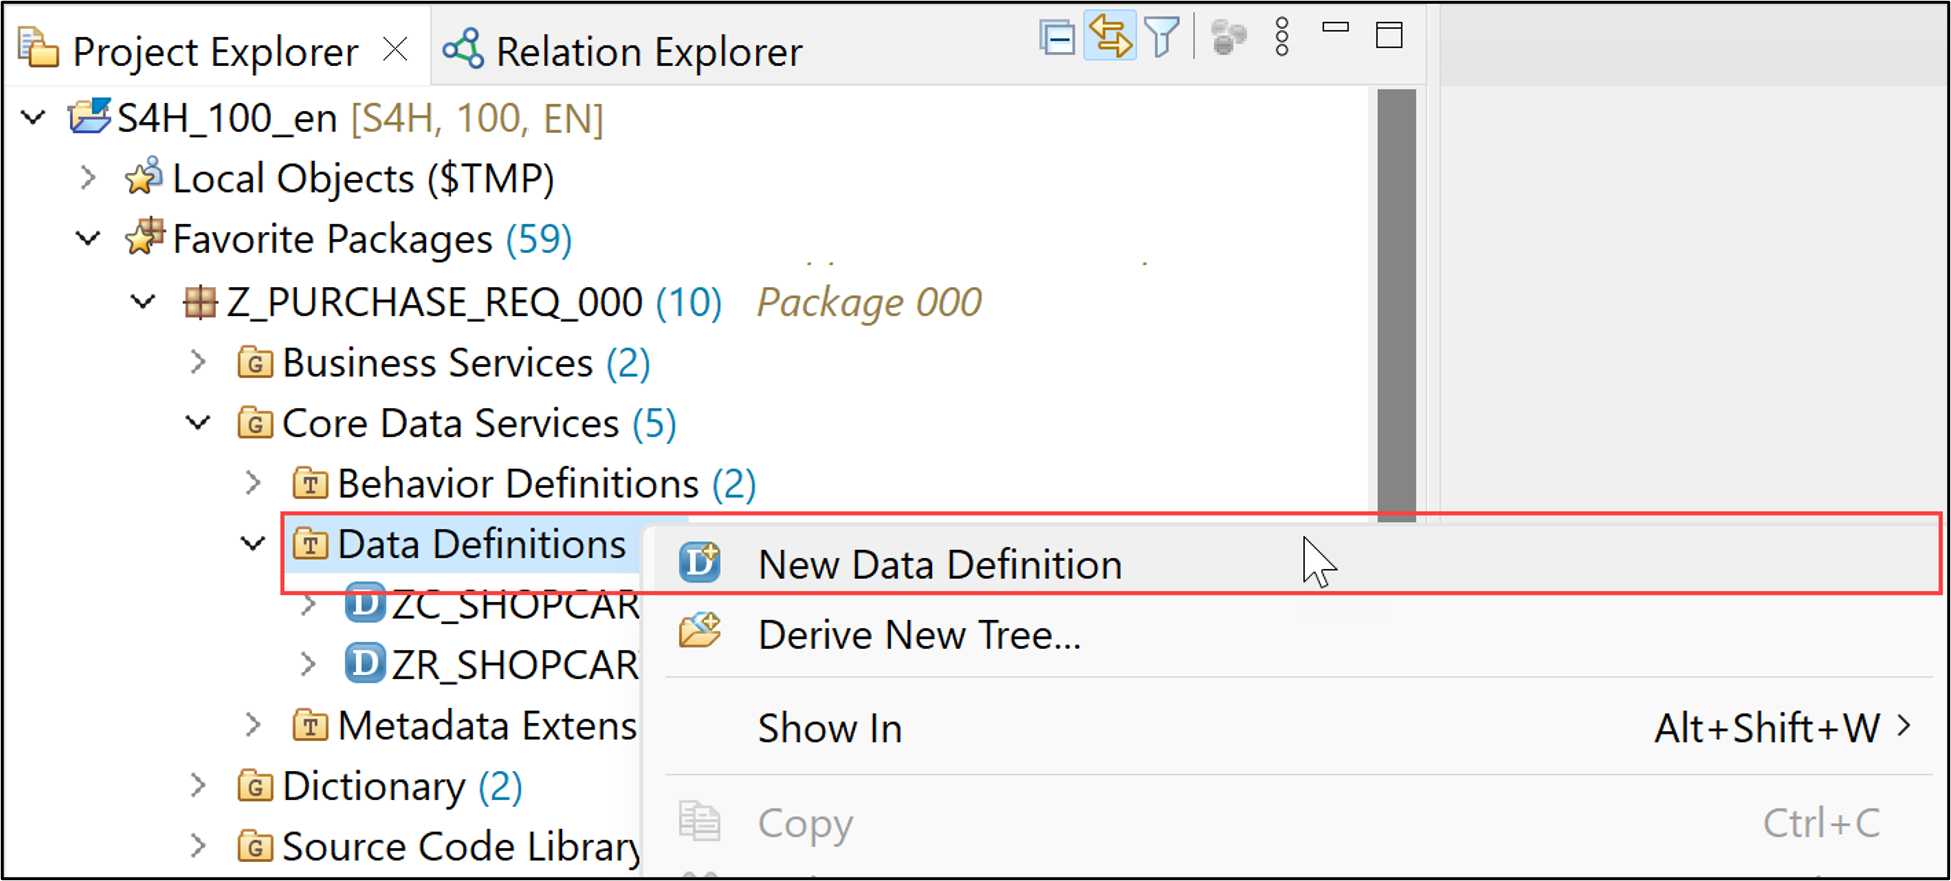 Project Explorer
Relation Explorer
S4H_100_en [S4H, 100, EN]
Local Objects ($TMP)
Favorite Packages (59)
Z_PURCHASE_REQ_000 (10) Package 000
Business Services (2)
Core Data Services (5)
Behavior Definitions (2)
Data Definitions
New Data Definition
ZC_SHOPCAR
Derive New Tree...
ZR_SHOPCAR
Metadata Extens
Show In Alt+Shift+W
Dictionary (2)
Copy Ctrl+C
Source Code Library